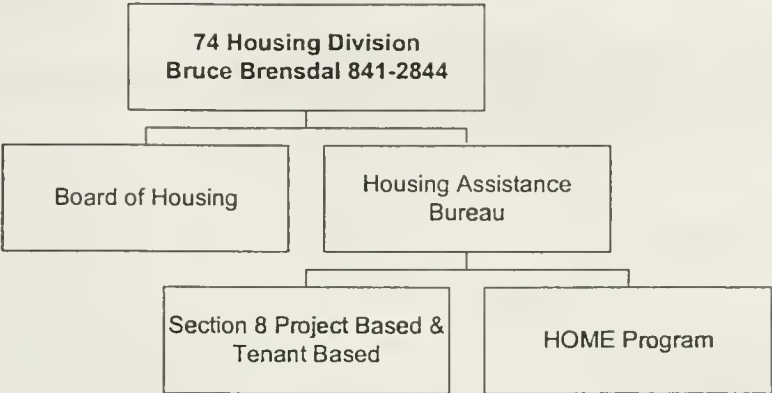 74 Housing Division
Bruce Brensdal 841-2844
Board of Housing
Housing Assistance
Bureau
Section 8 Project Based &
Tenant Based
HOME Program